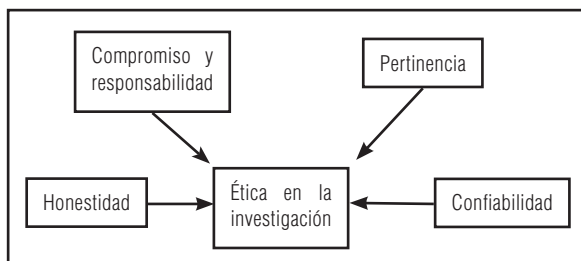 Compromiso y
responsabilidad
Pertinencia
Honestidad
Ética en la
investigación
Confiabilidad